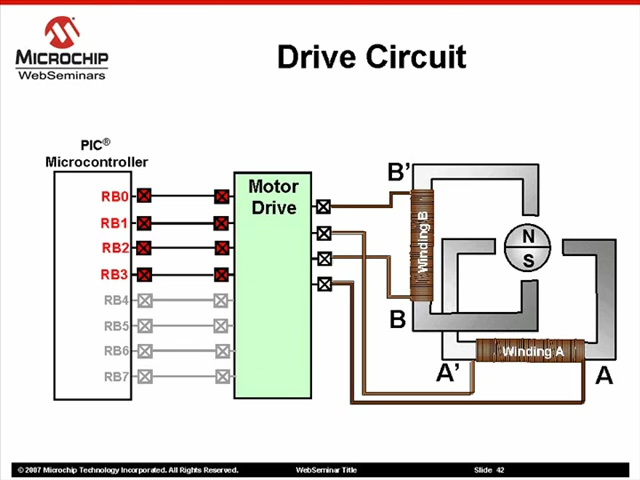 MICROCHIP
WebSeminars
Drive Circuit
PIC®
Microcontroller
RB0
RB1
RB2
RB3
RB4
RB5
RB6
RB7
Motor
Drive
B'
Winding B
B
N
S
A'
Winding A
A
© 2007 Microchip Technology Incorporated. All Rights Reserved.
WebSeminar Title
Slide 42